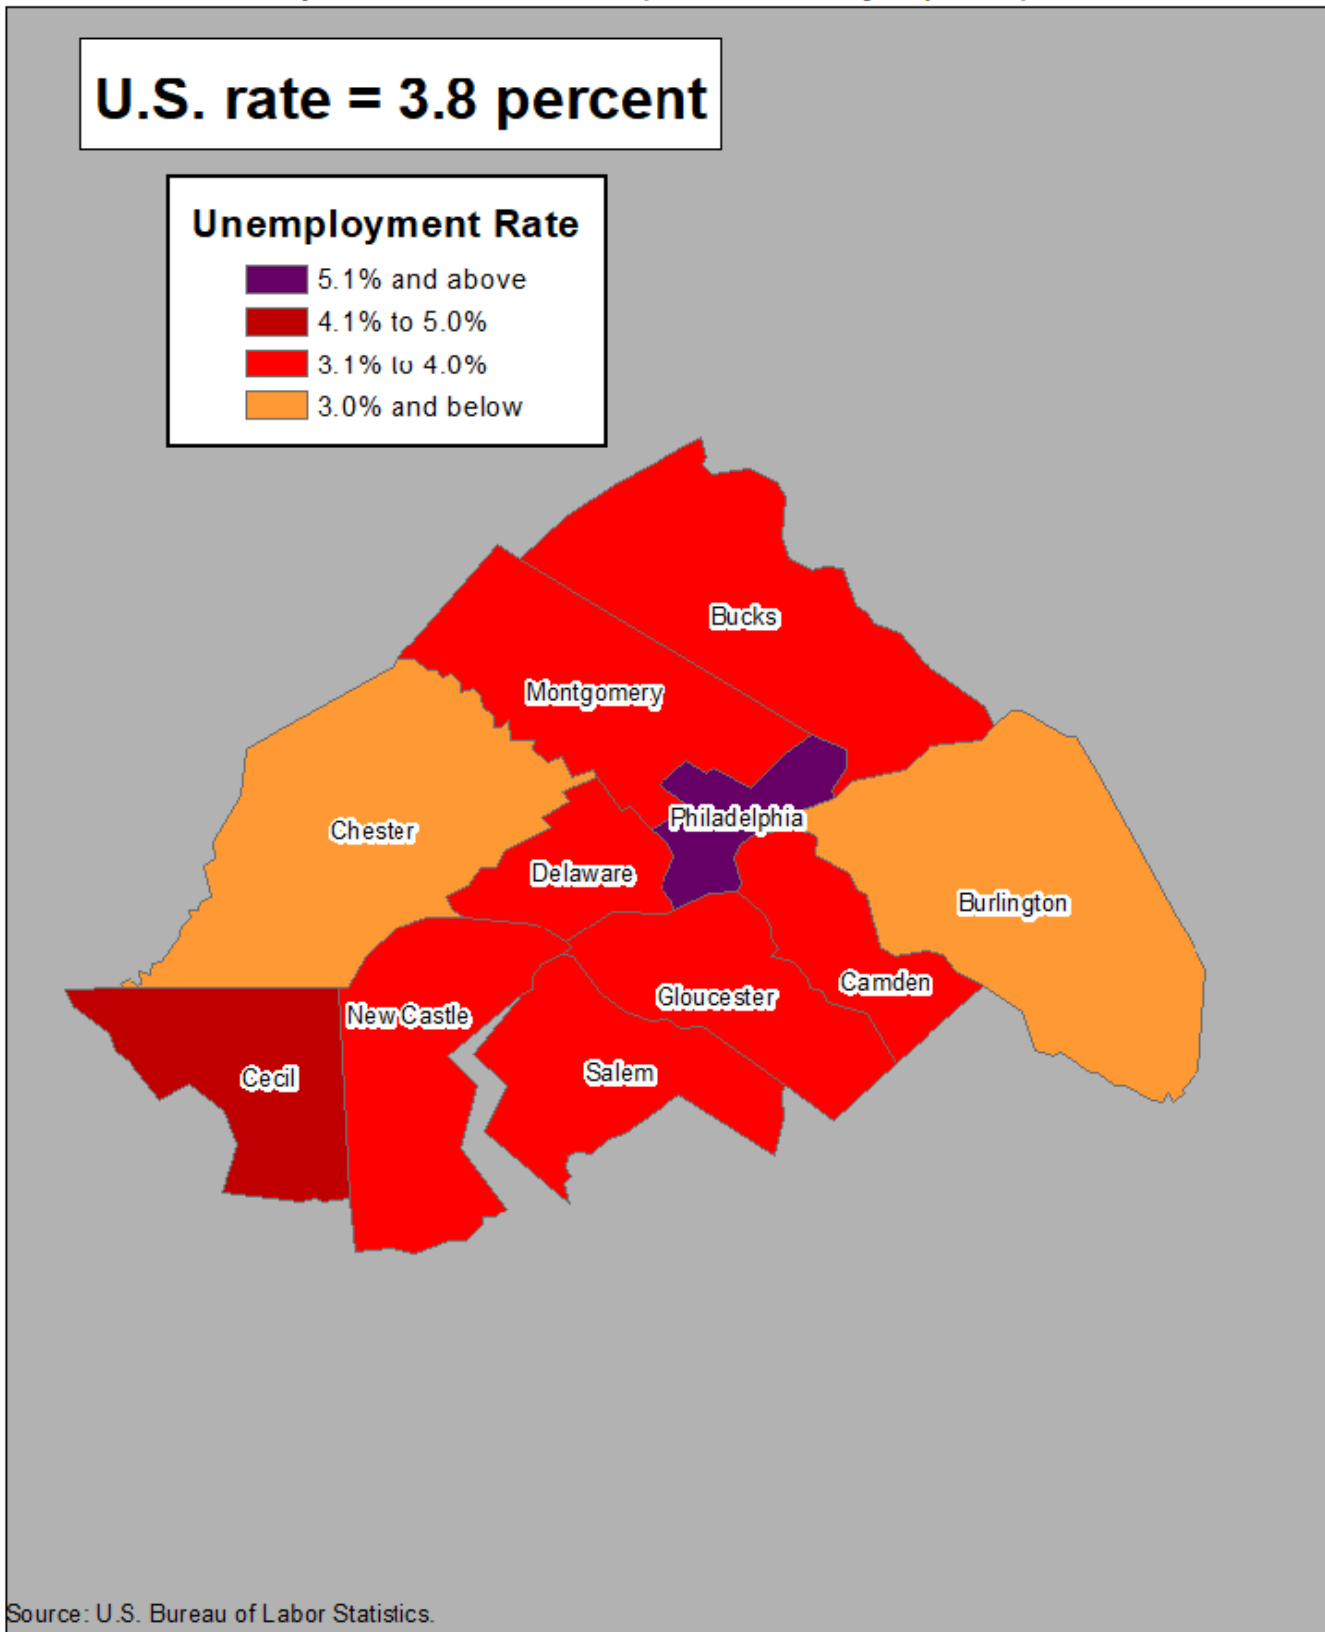 U.S. rate = 3.8 percent
Unemployment Rate
5.1% and above
4.1% to 5.0%
3.1% to 4.0%
3.0% and below
Bucks
Montgomery
Philadelphia
Chester
Delaware
Burlington
Camden
Gloucester
New Castle
Salem
Cecil
Source: U.S. Bureau of Labor Statistics.